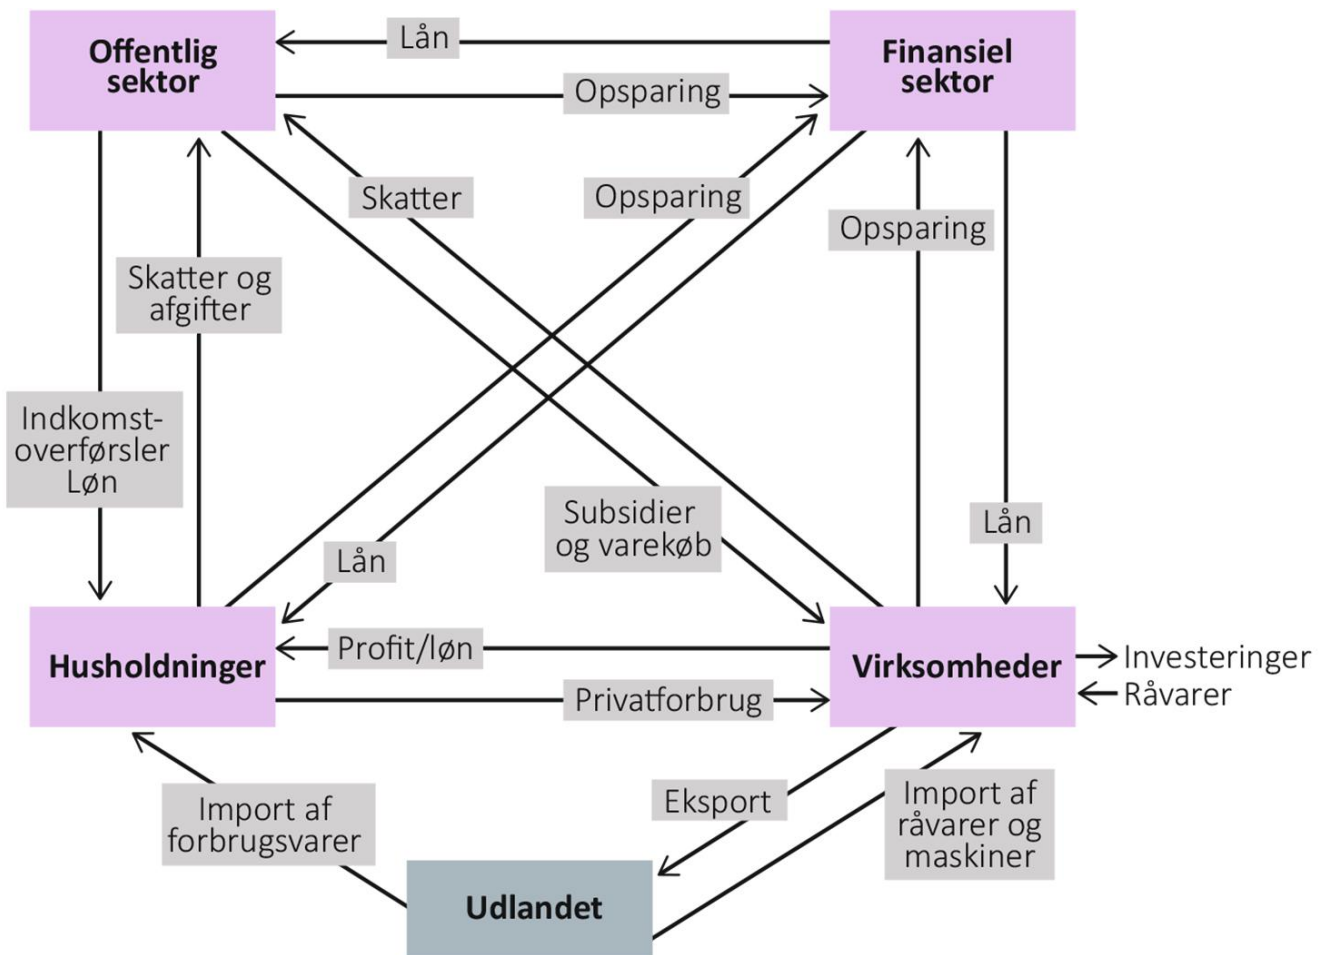 Offentlig
sektor
Lån
Finansiel
sektor
Opsparing
Skatter
Opsparing
Opsparing
Skatter og
afgifter
Indkomst-
overførsler
Løn
Subsidier
og varekøb
Lån
Lån
Husholdninger
Profit/løn
Privatforbrug
Virksomheder
Investeringer
Råvarer
Import af
forbrugsvarer
Eksport
Import af
råvarer og
maskiner
Udlandet